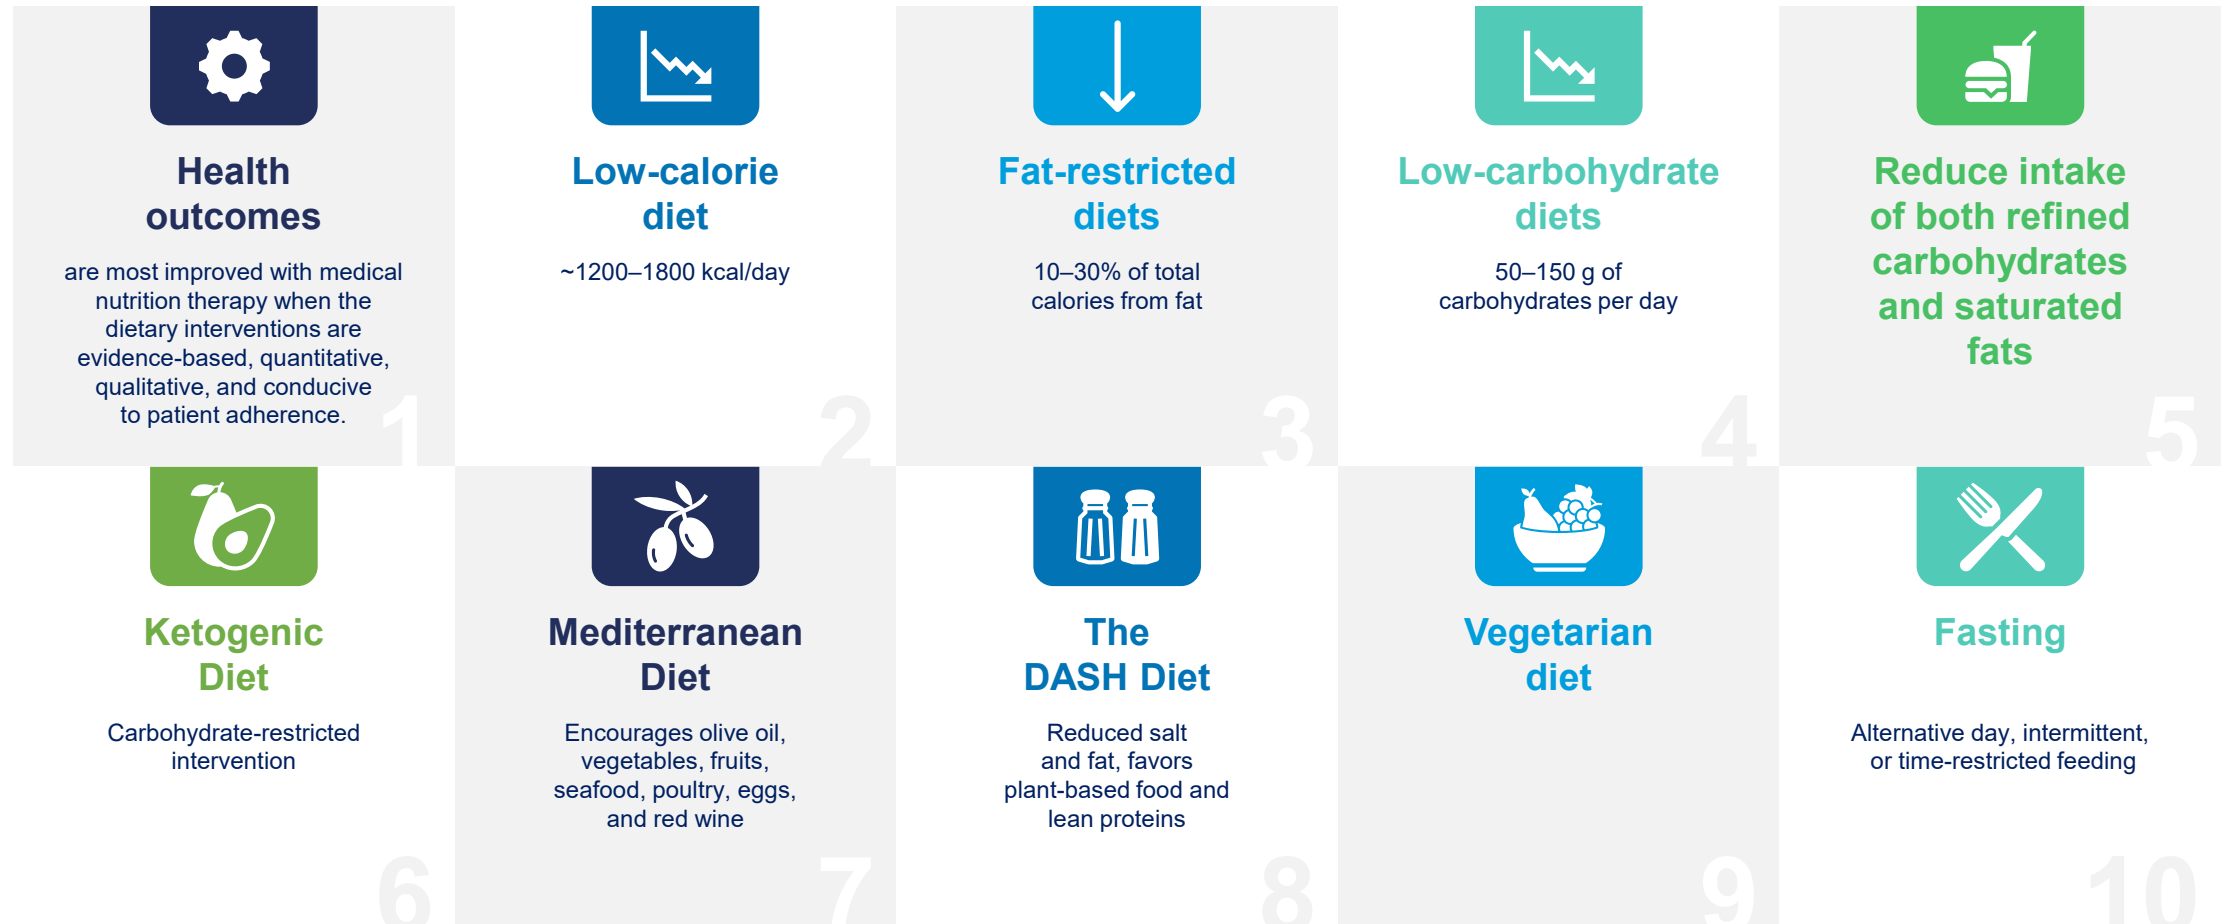 Health
outcomes
are most improved with medical
nutrition therapy when the
dietary interventions are
evidence-based, quantitative,
qualitative, and conducive
to patient adherence.
1
Low-calorie
diet
~1200–1800 kcal/day
2
Fat-restricted
diets
10–30% of total
calories from fat
3
Low-carbohydrate
diets
50–150 g of
carbohydrates per day
4
Reduce intake
of both refined
carbohydrates
and saturated
fats
5
Ketogenic
Diet
Carbohydrate-restricted
intervention
6
Mediterranean
Diet
Encourages olive oil,
vegetables, fruits,
seafood, poultry, eggs,
and red wine
7
The
DASH Diet
Reduced salt
and fat, favors
plant-based food and
lean proteins
8
Vegetarian
diet
9
Fasting
Alternative day, intermittent,
or time-restricted feeding
10